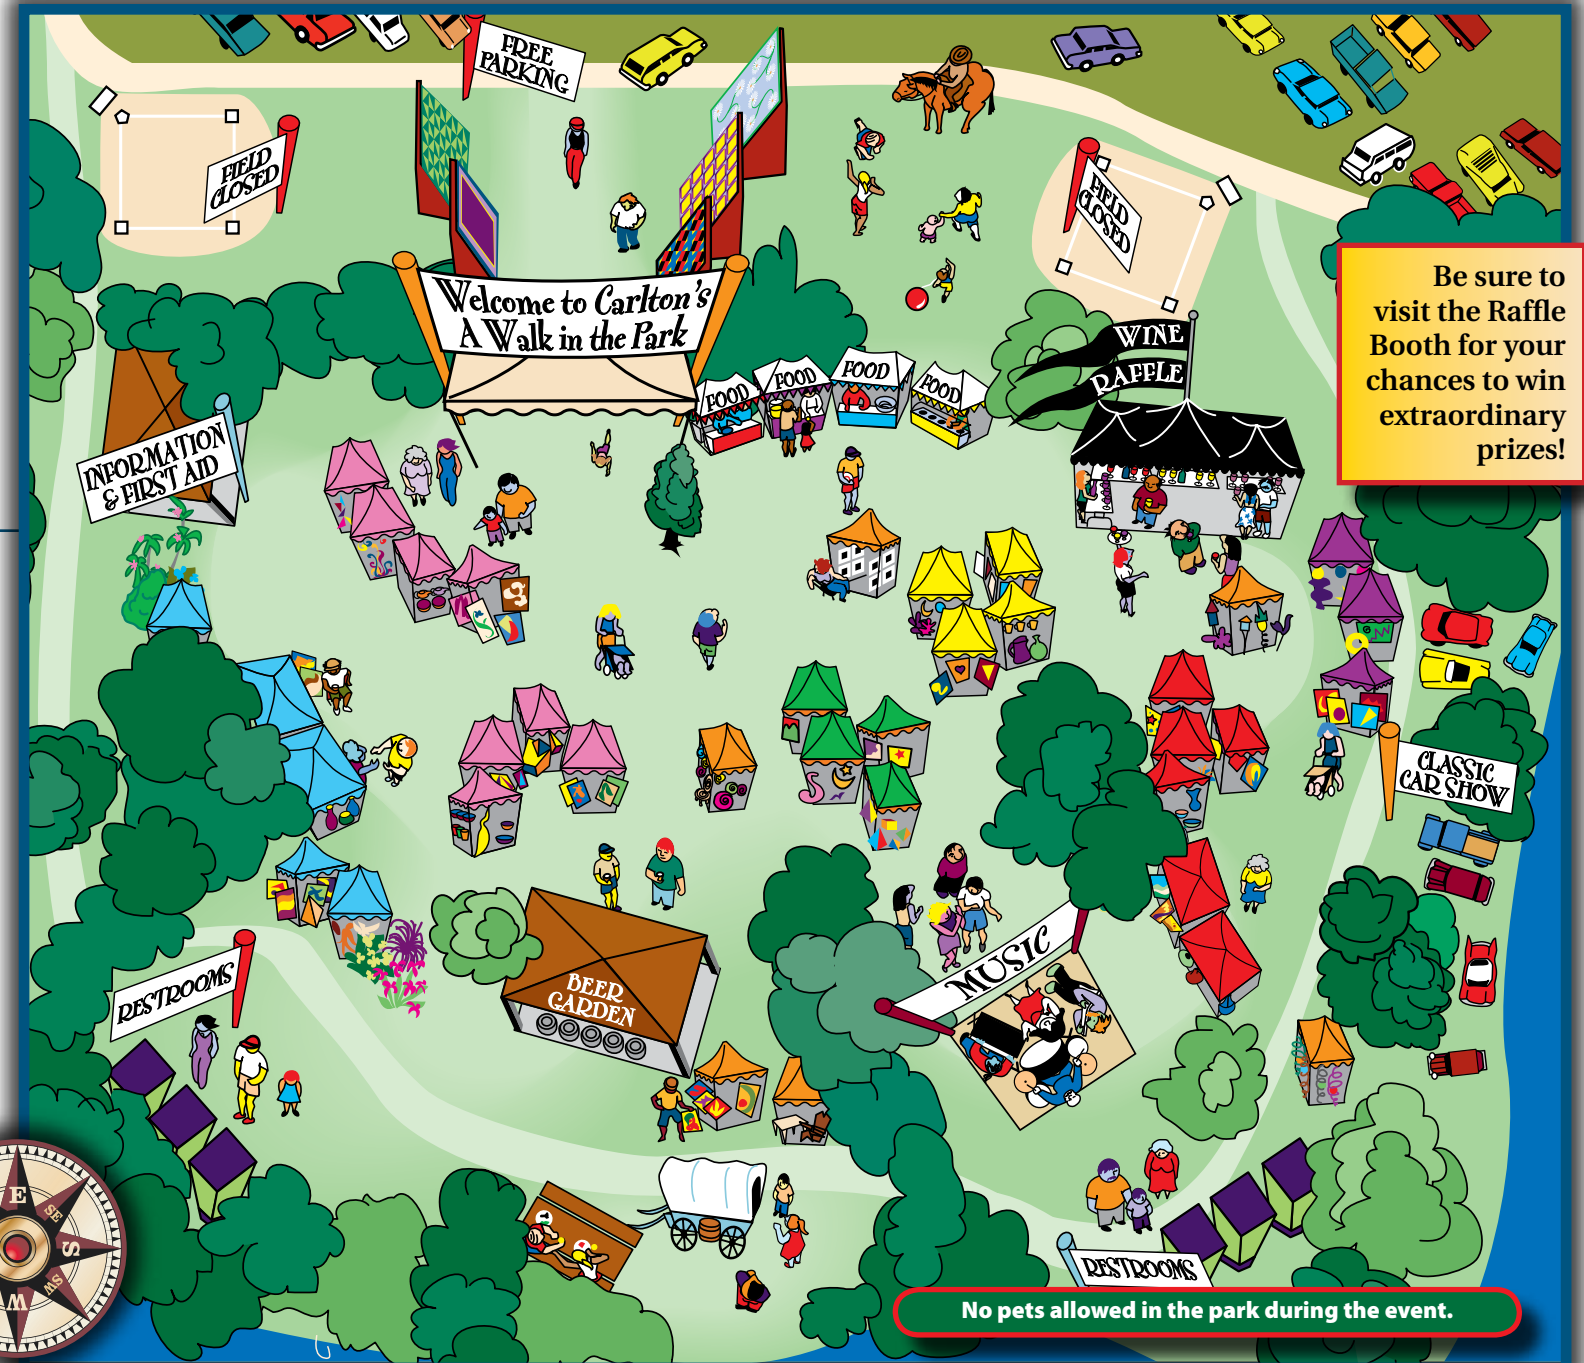 FREE
PARKING
FIELD
CLOSED
FIELD
CLOSED
Welcome to Carlton's
A Walk in the Park
Be sure to
visit the Raffle
Booth for your
chances to win
extraordinary
prizes!
WINE
RAFFLE
FOOD
FOOD
FOOD
FOOD
INFORMATION
& FIRST AID
CLASSIC
CAR SHOW
MUSIC
BEER
GARDEN
RESTROOMS
E
SE
S
SW
W
RESTROOMS
No pets allowed in the park during the event.